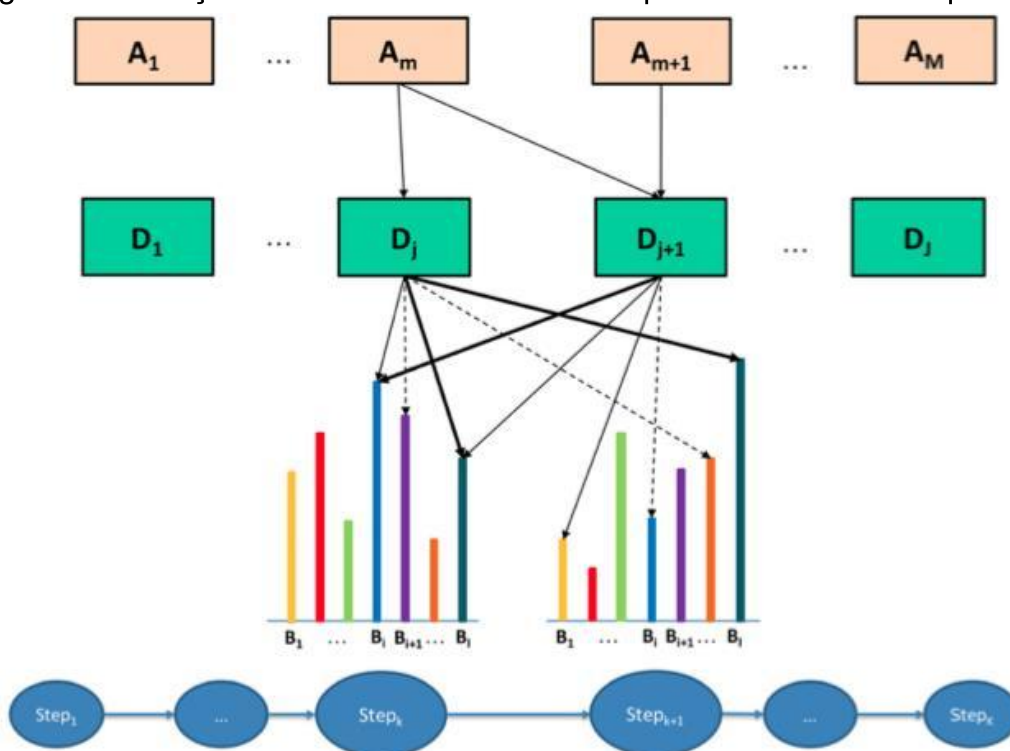 A1 ... Am Am+1 ... AM
D1 ... Dj Dj+1 ... DJ
B1 ... Bi Bi+1 ... BI B1 ... Bi Bi+1 ... BI
Step1 ... Stepk Stepk+1 ... StepK